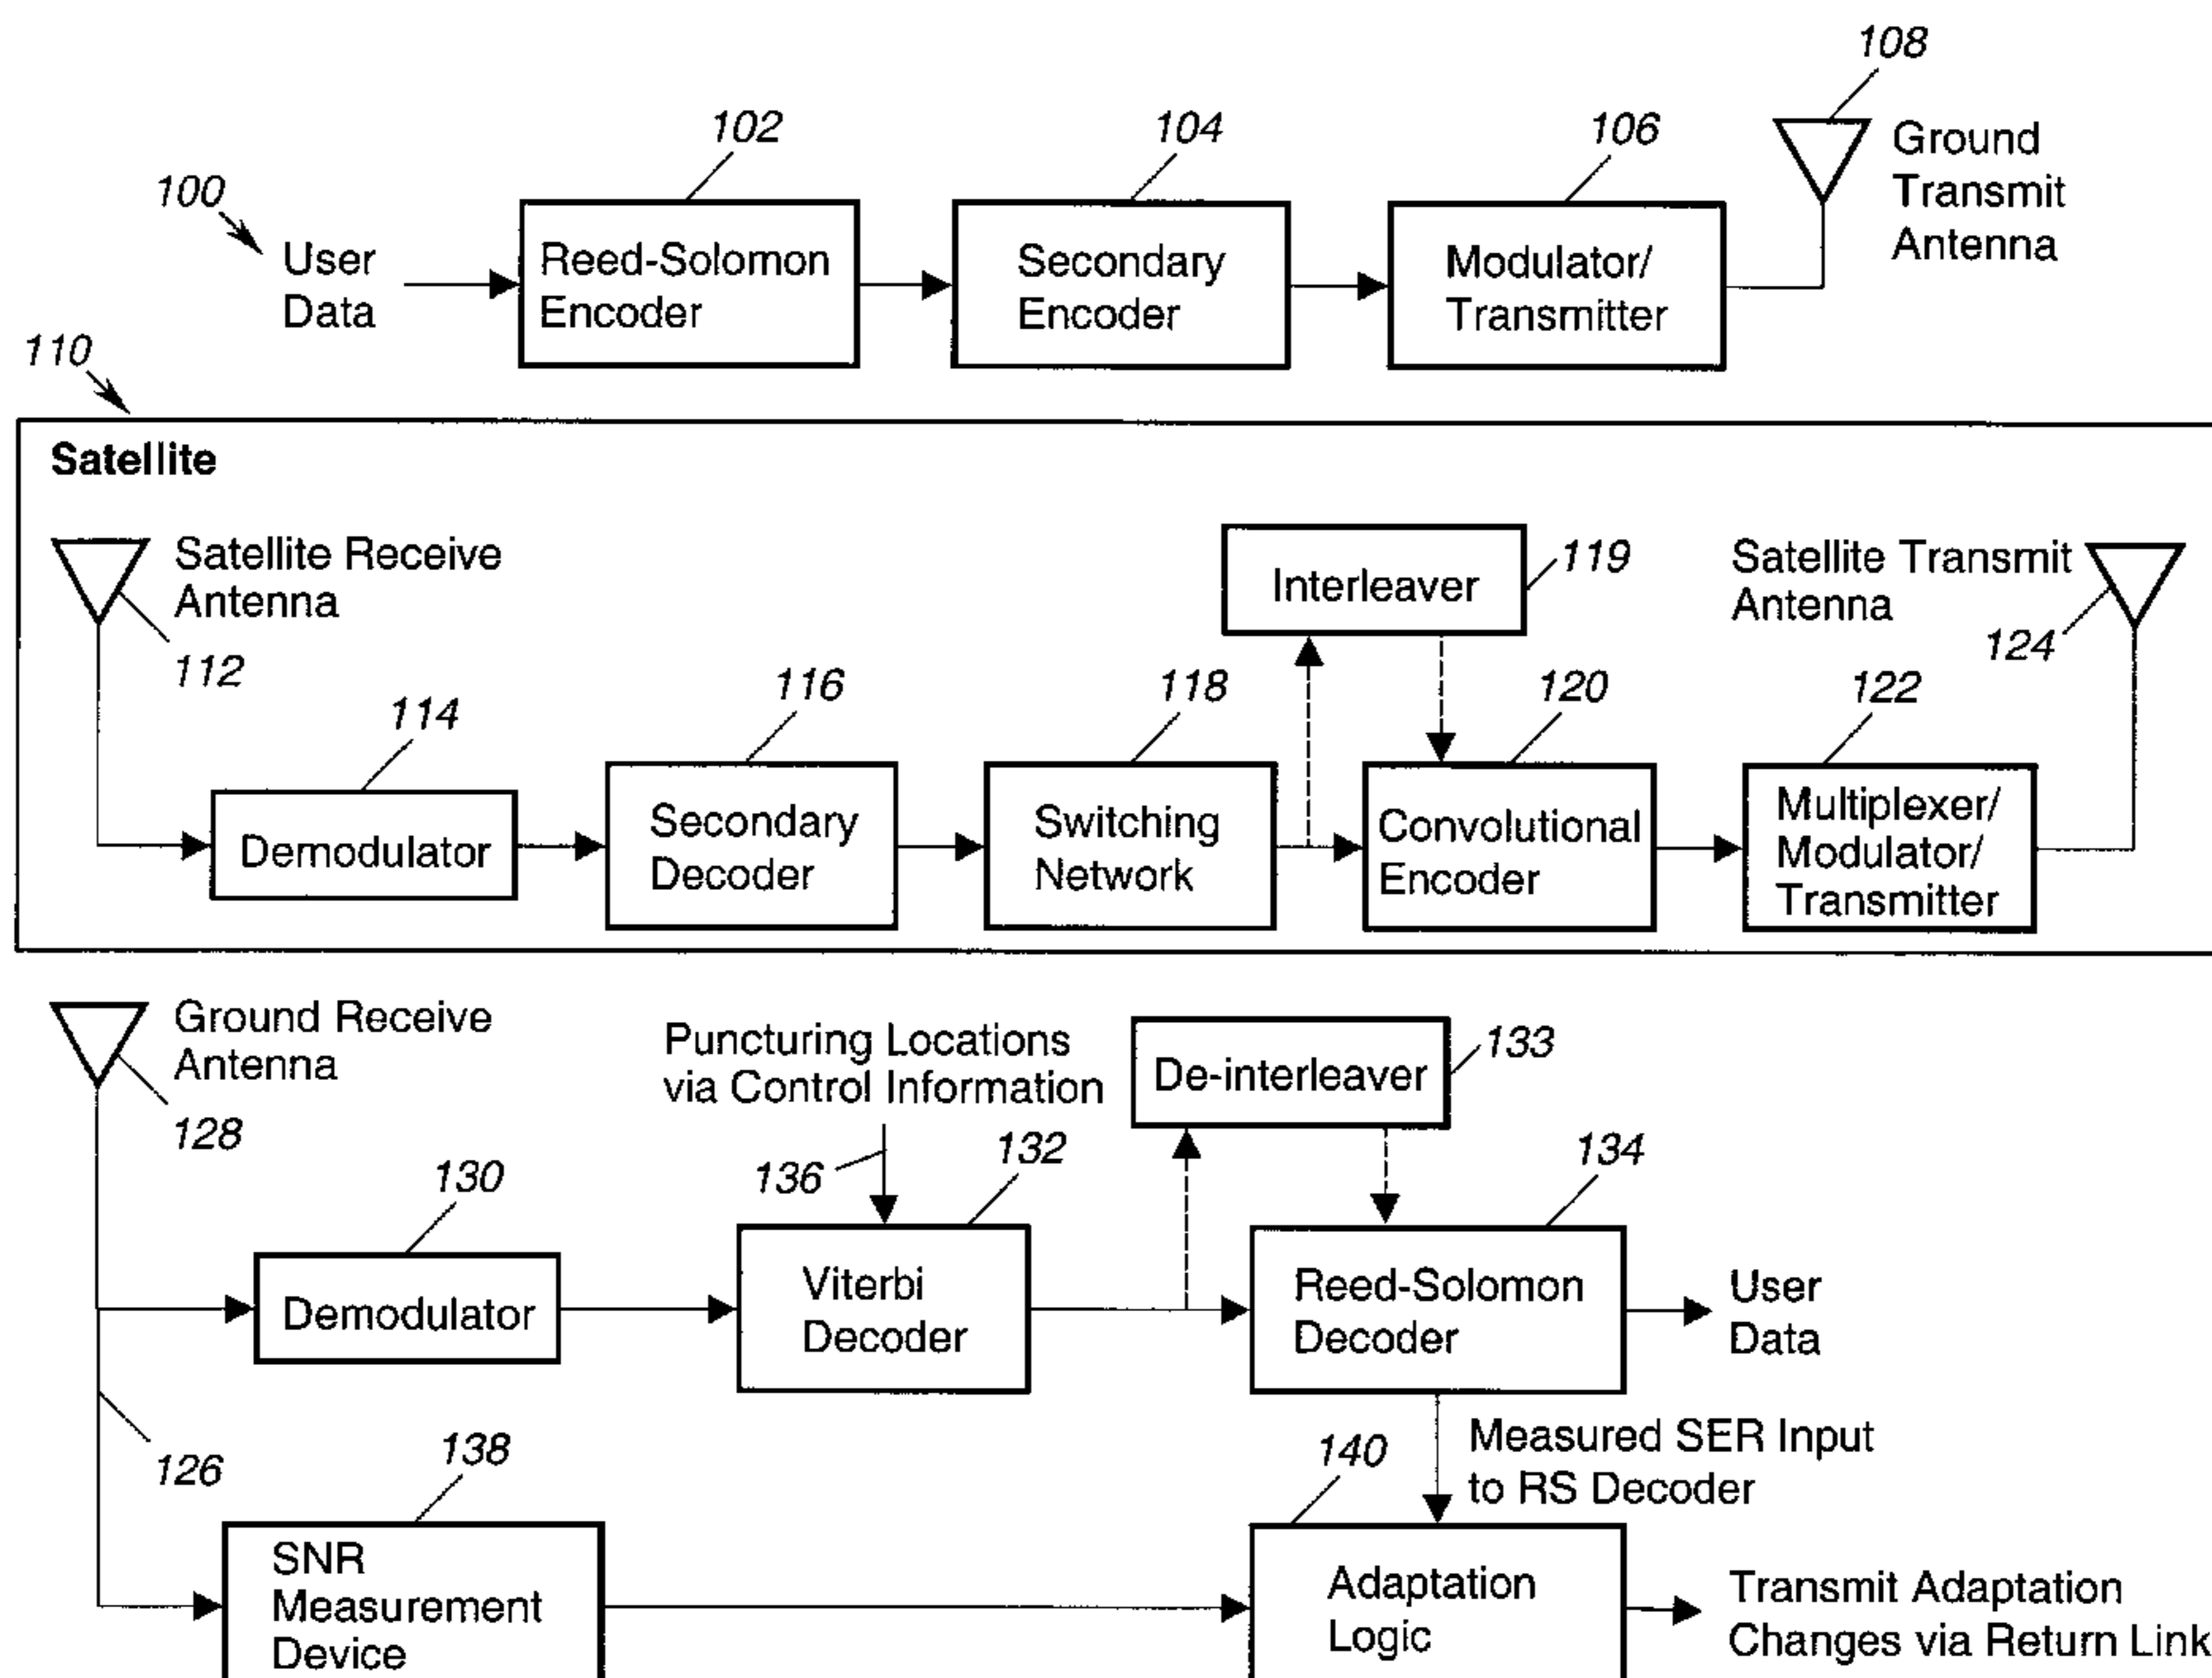 108
102
104
106
Ground
Transmit
Antenna
100
User
Data
Reed-Solomon
Encoder
Secondary
Encoder
Modulator/
Transmitter
110
Satellite
Satellite Receive
Antenna
112
Interleaver
119
Satellite Transmit
Antenna
124
114
116
118
120
122
Demodulator
Secondary
Decoder
Switching
Network
Convolutional
Encoder
Multiplexer/
Modulator/
Transmitter
Ground Receive
Antenna
128
Puncturing Locations
via Control Information
De-interleaver
133
130
136
132
134
Demodulator
Viterbi
Decoder
Reed-Solomon
Decoder
User
Data
126
138
140
Measured SER Input
to RS Decoder
SNR
Measurement
Device
Adaptation
Logic
Transmit Adaptation
Changes via Return Link